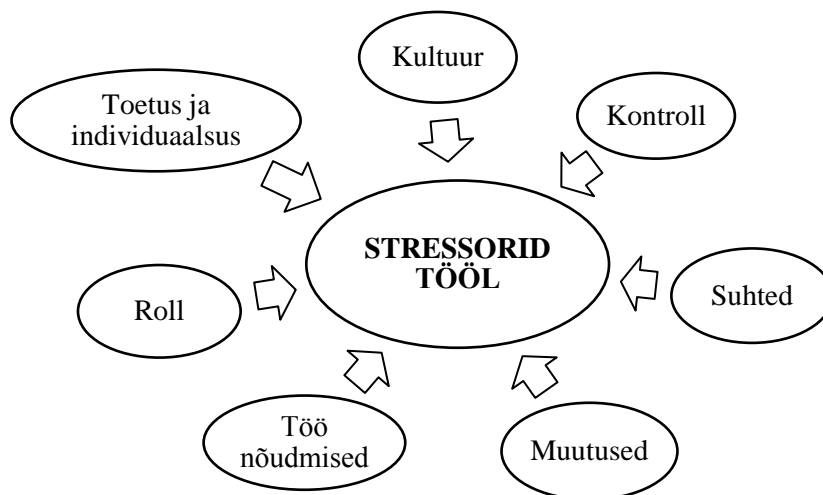 Kultuur
Toetus ja
individuaalsus
Kontroll
STRESSORID
TÖÖL
Roll
Suhted
Töö
nõudmised
Muutused